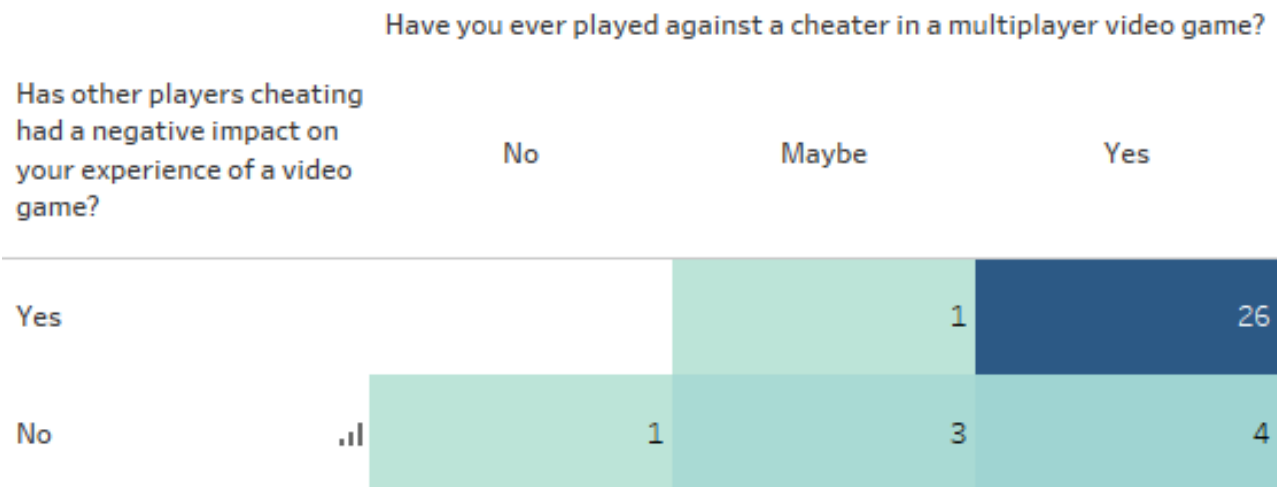 Have you ever played against a cheater in a multiplayer video game?
Has other players cheating
had a negative impact on
your experience of a video
game?
No Maybe Yes
Yes 1 26
No 1 3 4